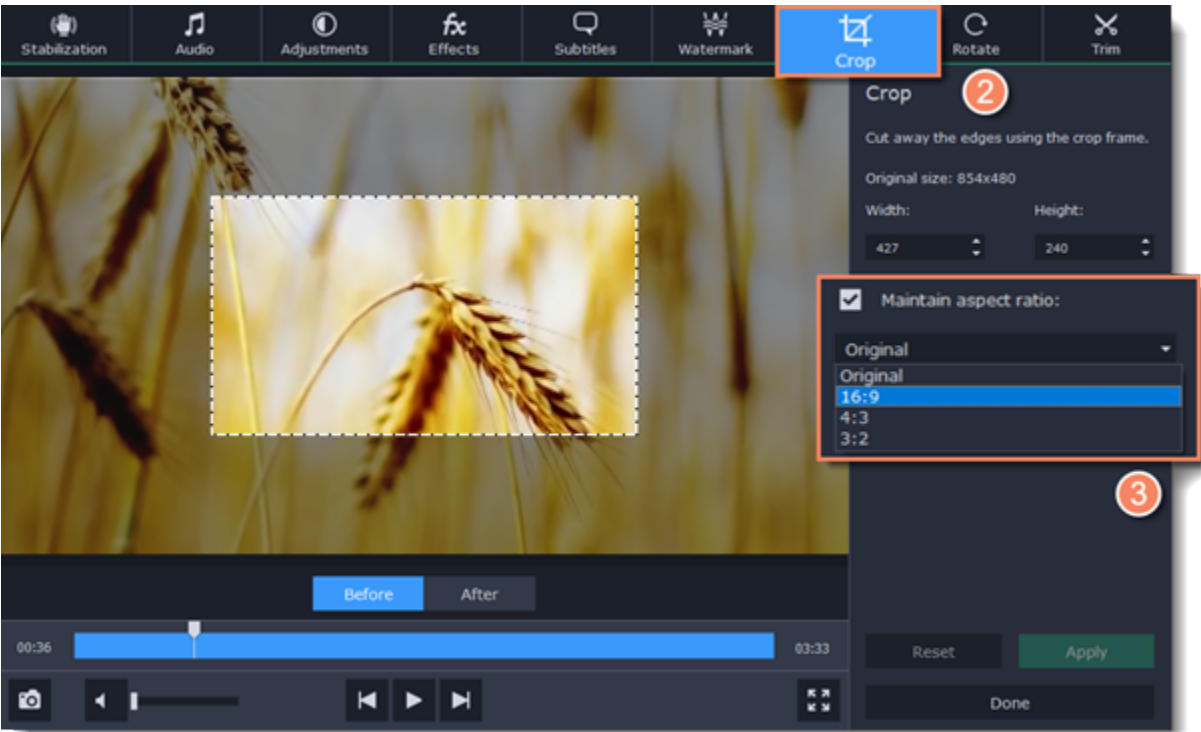 Stabilization
Audio
Adjustments
fx
Effects
Subtitles
Watermark
Crop
Rotate
Trim
Crop
2
Cut away the edges using the crop frame.
Original size: 854x480
Width: Height:
427 240
Maintain aspect ratio:
Original
Original
16:9
4:3
3:2
3
Before After
00:36 03:33
Reset Apply
Done